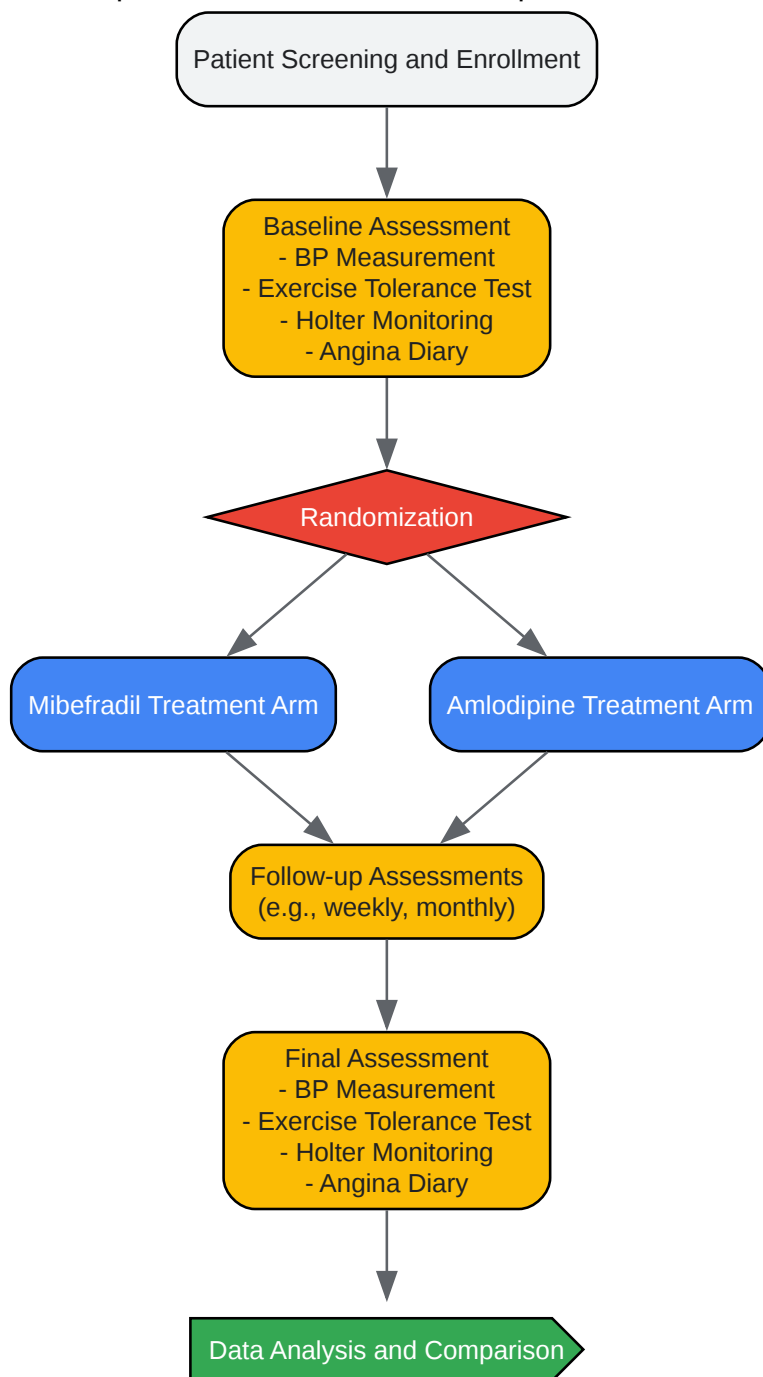 Patient Screening and Enrollment
Baseline Assessment
- BP Measurement
- Exercise Tolerance Test
- Holter Monitoring
- Angina Diary
Randomization
Mibefradil Treatment Arm
Amlodipine Treatment Arm
Follow-up Assessments
(e.g., weekly, monthly)
Final Assessment
- BP Measurement
- Exercise Tolerance Test
- Holter Monitoring
- Angina Diary
Data Analysis and Comparison